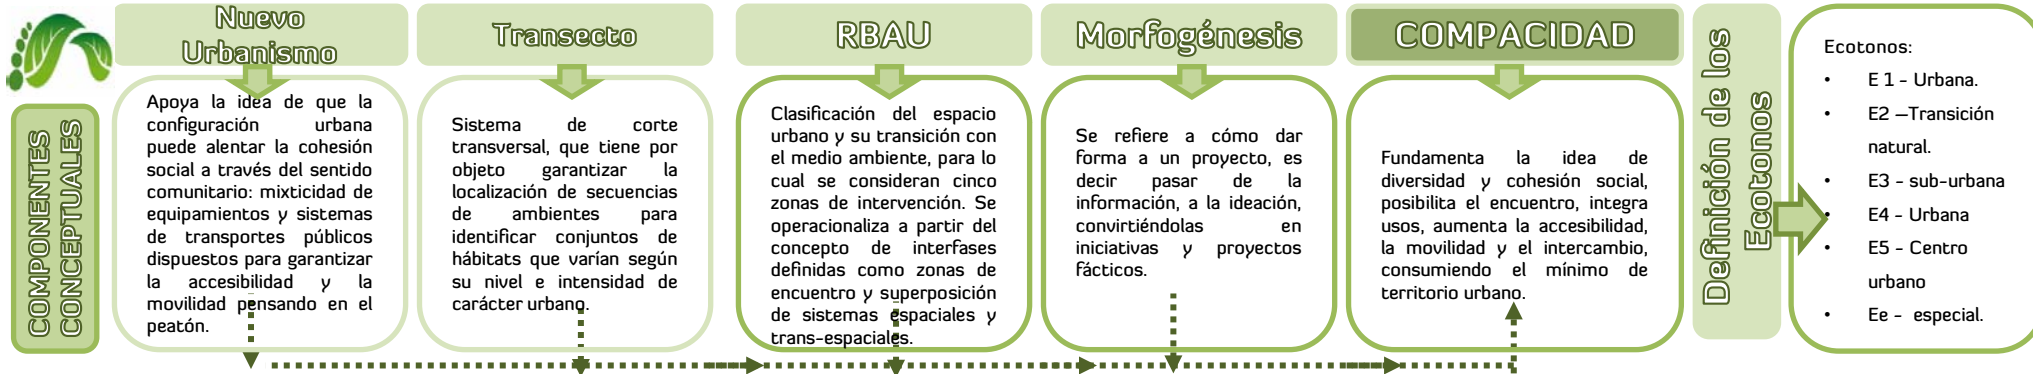 COMPONENTES
CONCEPTUALES
Nuevo
Urbanismo
Apoya la idea de que la
configuración urbana
puede alentar la cohesión
social a través del sentido
comunitario: mixticidad de
equipamientos y sistemas
de transportes públicos
dispuestos para garantizar
la accesibilidad y la
movilidad pensando en el
peatón.
Transecto
Sistema de corte
transversal, que tiene por
objeto garantizar la
localización de secuencias
de ambientes para
identificar conjuntos de
hábitats que varían según
su nivel e intensidad de
carácter urbano.
RBAU
Clasificación del espacio
urbano y su transición con
el medio ambiente, para lo
cual se consideran cinco
zonas de intervención. Se
operacionaliza a partir del
concepto de interfases
definidas como zonas de
encuentro y superposición
de sistemas espaciales y
trans-espaciales.
Morfogénesis
Se refiere a cómo dar
forma a un proyecto, es
decir pasar de la
información, a la ideación,
convirtiéndolas en
iniciativas y proyectos
fácticos.
COMPACIDAD
Fundamenta la idea de
diversidad y cohesión social,
posibilita el encuentro, integra
usos, aumenta la accesibilidad,
la movilidad y el intercambio,
consumiendo el mínimo de
territorio urbano.
Definición de los
Ecotonos
Ecotonos:
• E 1 - Urbana.
• E2 –Transición
natural.
• E3 - sub-urbana
• E4 - Urbana
• E5 - Centro
urbano
• Ee - especial.